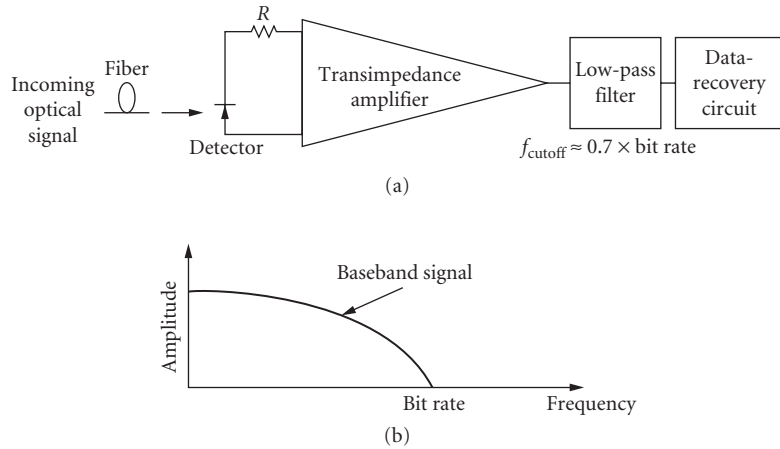 R
Fiber
Incoming
optical
signal
Detector
Transimpedance
amplifier
Low-pass
filter
Data-
recovery
circuit
f_cutoff ≈ 0.7 × bit rate
(a)
Amplitude
Baseband signal
Bit rate
Frequency
(b)